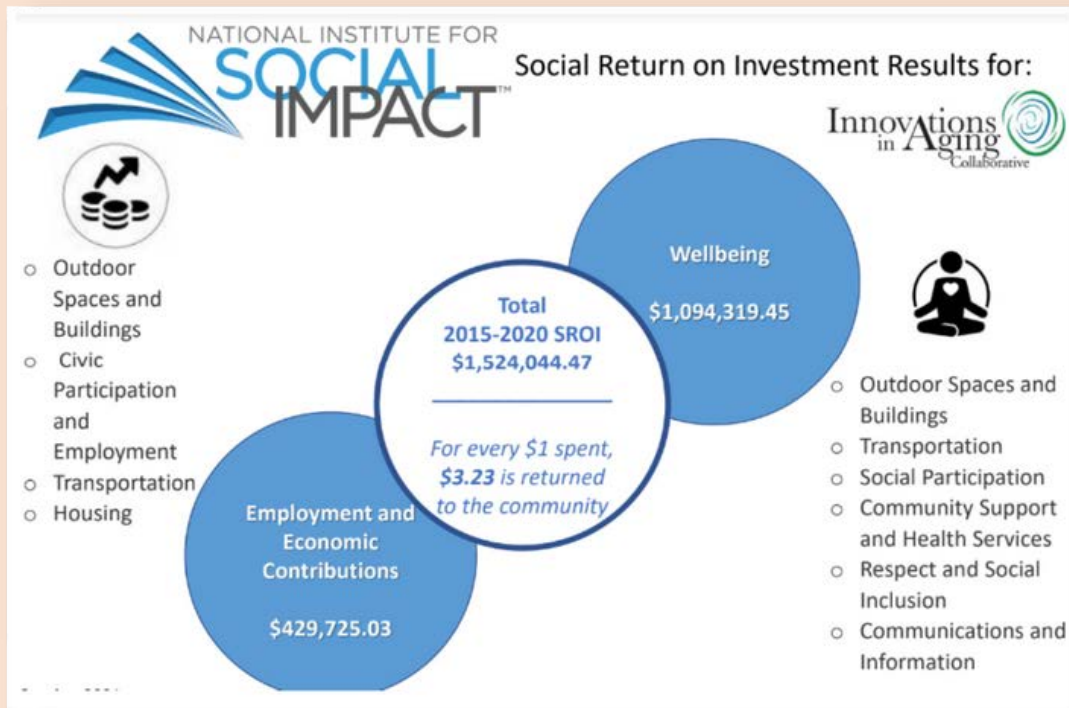 NATIONAL INSTITUTE FOR
SOCIAL
IMPACT™
Social Return on Investment Results for:
Innovations
in Aging
Collaborative
o Outdoor
Spaces and
Buildings
o Civic
Participation
and
Employment
o Transportation
o Housing
Employment and
Economic
Contributions
$429,725.03
Total
2015-2020 SROI
$1,524,044.47
For every $1 spent,
$3.23 is returned
to the community
Wellbeing
$1,094,319.45
o Outdoor Spaces and
Buildings
o Transportation
o Social Participation
o Community Support
and Health Services
o Respect and Social
Inclusion
o Communications and
Information